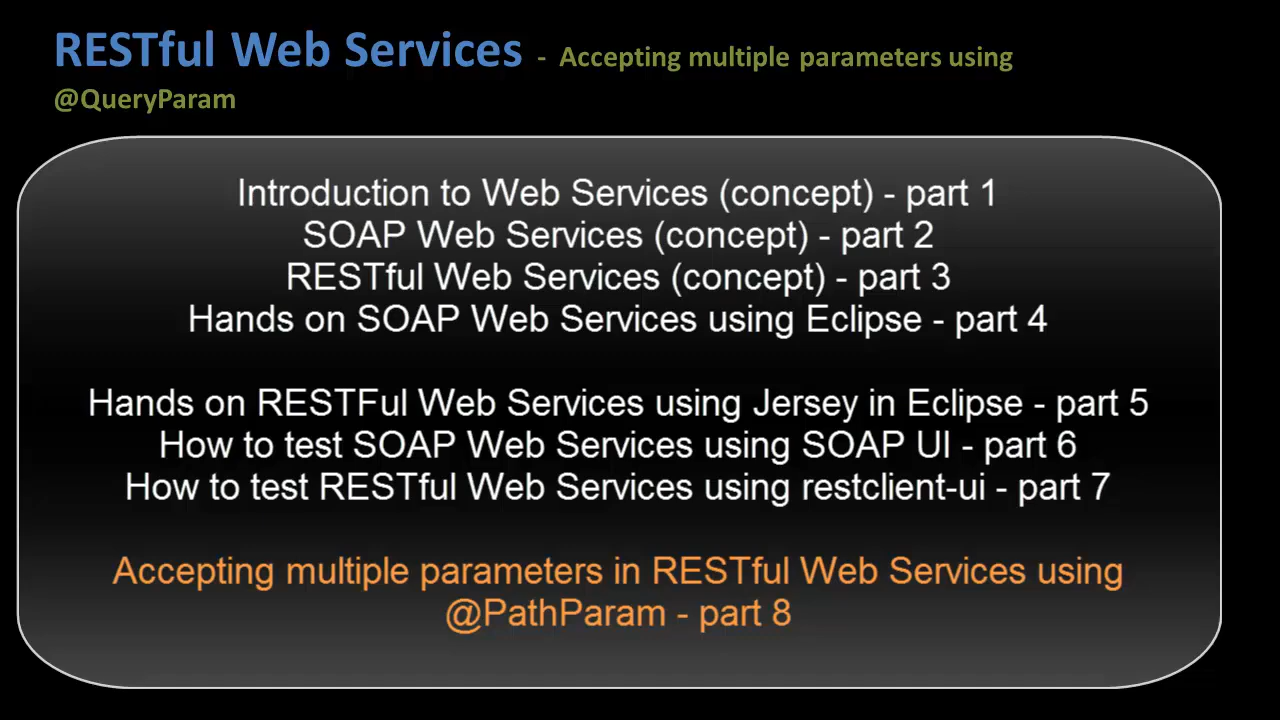 RESTful Web Services - Accepting multiple parameters using
@QueryParam
Introduction to Web Services (concept) - part 1
SOAP Web Services (concept) - part 2
RESTful Web Services (concept) - part 3
Hands on SOAP Web Services using Eclipse - part 4
Hands on RESTFul Web Services using Jersey in Eclipse - part 5
How to test SOAP Web Services using SOAP UI - part 6
How to test RESTful Web Services using restclient-ui - part 7
Accepting multiple parameters in RESTful Web Services using
@PathParam - part 8